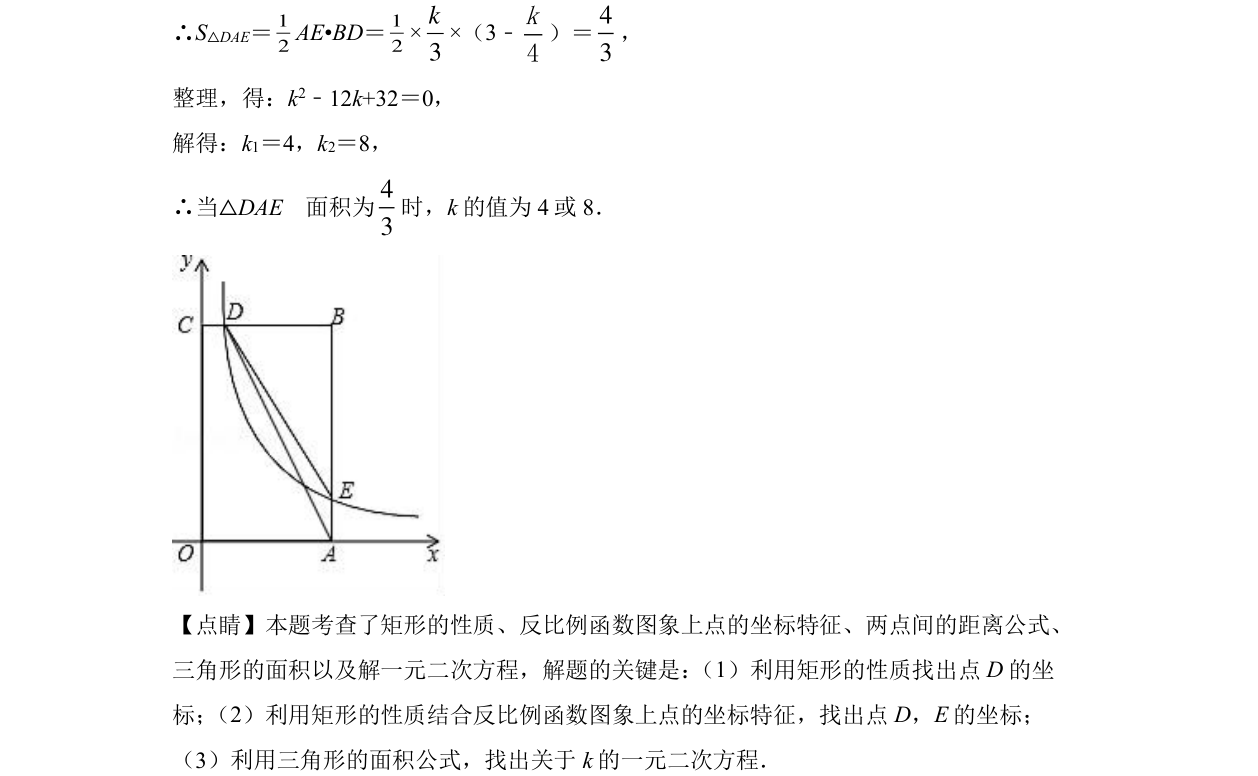 ∴S△DAE＝1/2 AE•BD＝1/2×k/3×（3﹣k/4）＝4/3，
整理，得：k²﹣12k+32＝0，
解得：k₁＝4，k₂＝8，
∴当△DAE 面积为4/3时，k的值为4或8．
y
C D B
E
O A x
【点睛】本题考查了矩形的性质、反比例函数图象上点的坐标特征、两点间的距离公式、
三角形的面积以及解一元二次方程，解题的关键是：（1）利用矩形的性质找出点D的坐
标；（2）利用矩形的性质结合反比例函数图象上点的坐标特征，找出点D，E的坐标；
（3）利用三角形的面积公式，找出关于k的一元二次方程．